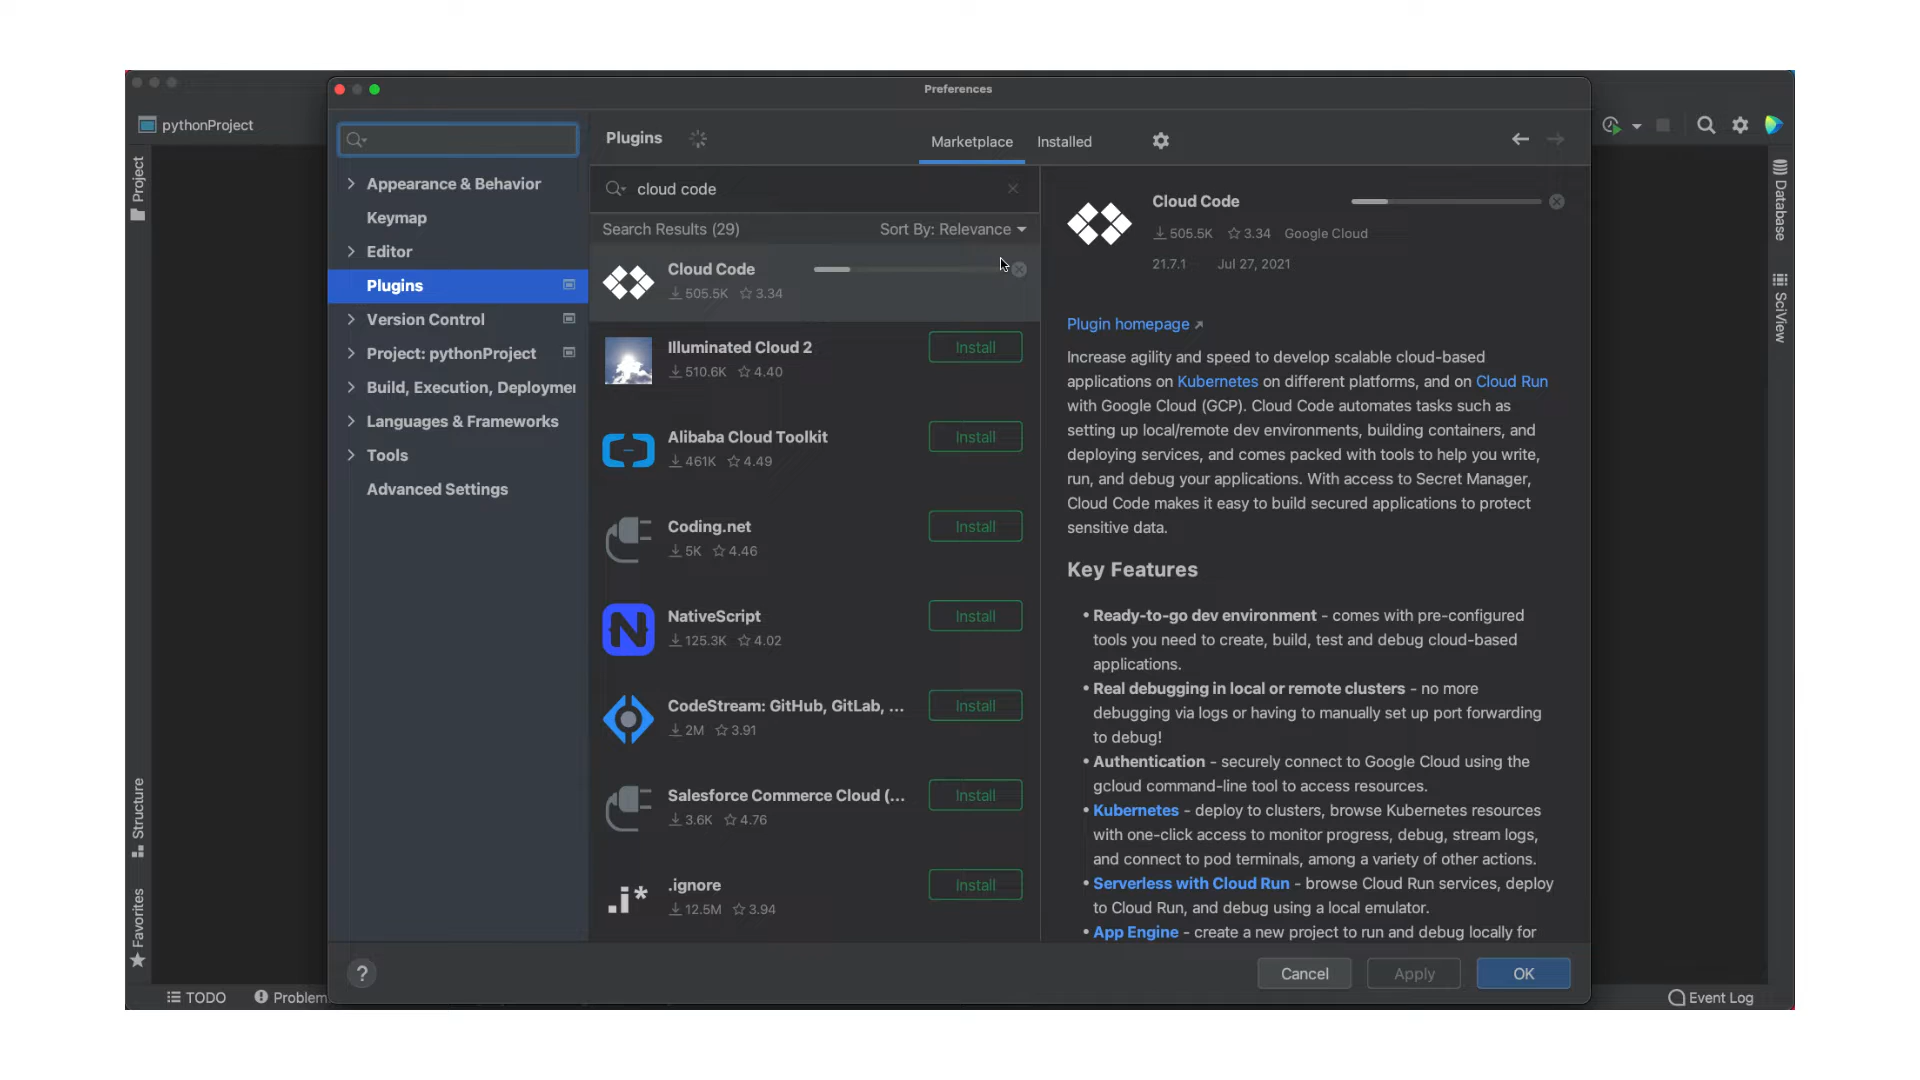 Preferences
pythonProject
Project
Structure
Favorites
Appearance & Behavior
Keymap
Editor
Plugins
Version Control
Project: pythonProject
Build, Execution, Deploymen
Languages & Frameworks
Tools
Advanced Settings
Plugins
Marketplace
Installed
cloud code
Search Results (29)
Sort By: Relevance
Cloud Code
505.5K 3.34
Illuminated Cloud 2
510.6K 4.40
Install
Alibaba Cloud Toolkit
461K 4.49
Install
Coding.net
5K 4.46
Install
NativeScript
125.3K 4.02
Install
CodeStream: GitHub, GitLab, ...
2M 3.91
Install
Salesforce Commerce Cloud (...
3.6K 4.76
Install
.i*
.ignore
12.5M 3.94
Install
Cloud Code
505.5K 3.34 Google Cloud
21.7.1 Jul 27, 2021
Plugin homepage
Increase agility and speed to develop scalable cloud-based
applications on Kubernetes on different platforms, and on Cloud Run
with Google Cloud (GCP). Cloud Code automates tasks such as
setting up local/remote dev environments, building containers, and
deploying services, and comes packed with tools to help you write,
run, and debug your applications. With access to Secret Manager,
Cloud Code makes it easy to build secured applications to protect
sensitive data.
Key Features
• Ready-to-go dev environment - comes with pre-configured
tools you need to create, build, test and debug cloud-based
applications.
• Real debugging in local or remote clusters - no more
debugging via logs or having to manually set up port forwarding
to debug!
• Authentication - securely connect to Google Cloud using the
gcloud command-line tool to access resources.
• Kubernetes - deploy to clusters, browse Kubernetes resources
with one-click access to monitor progress, debug, stream logs,
and connect to pod terminals, among a variety of other actions.
• Serverless with Cloud Run - browse Cloud Run services, deploy
to Cloud Run, and debug using a local emulator.
• App Engine - create a new project to run and debug locally for
Database
SciView
?
Cancel
Apply
OK
TODO
Problem
Event Log